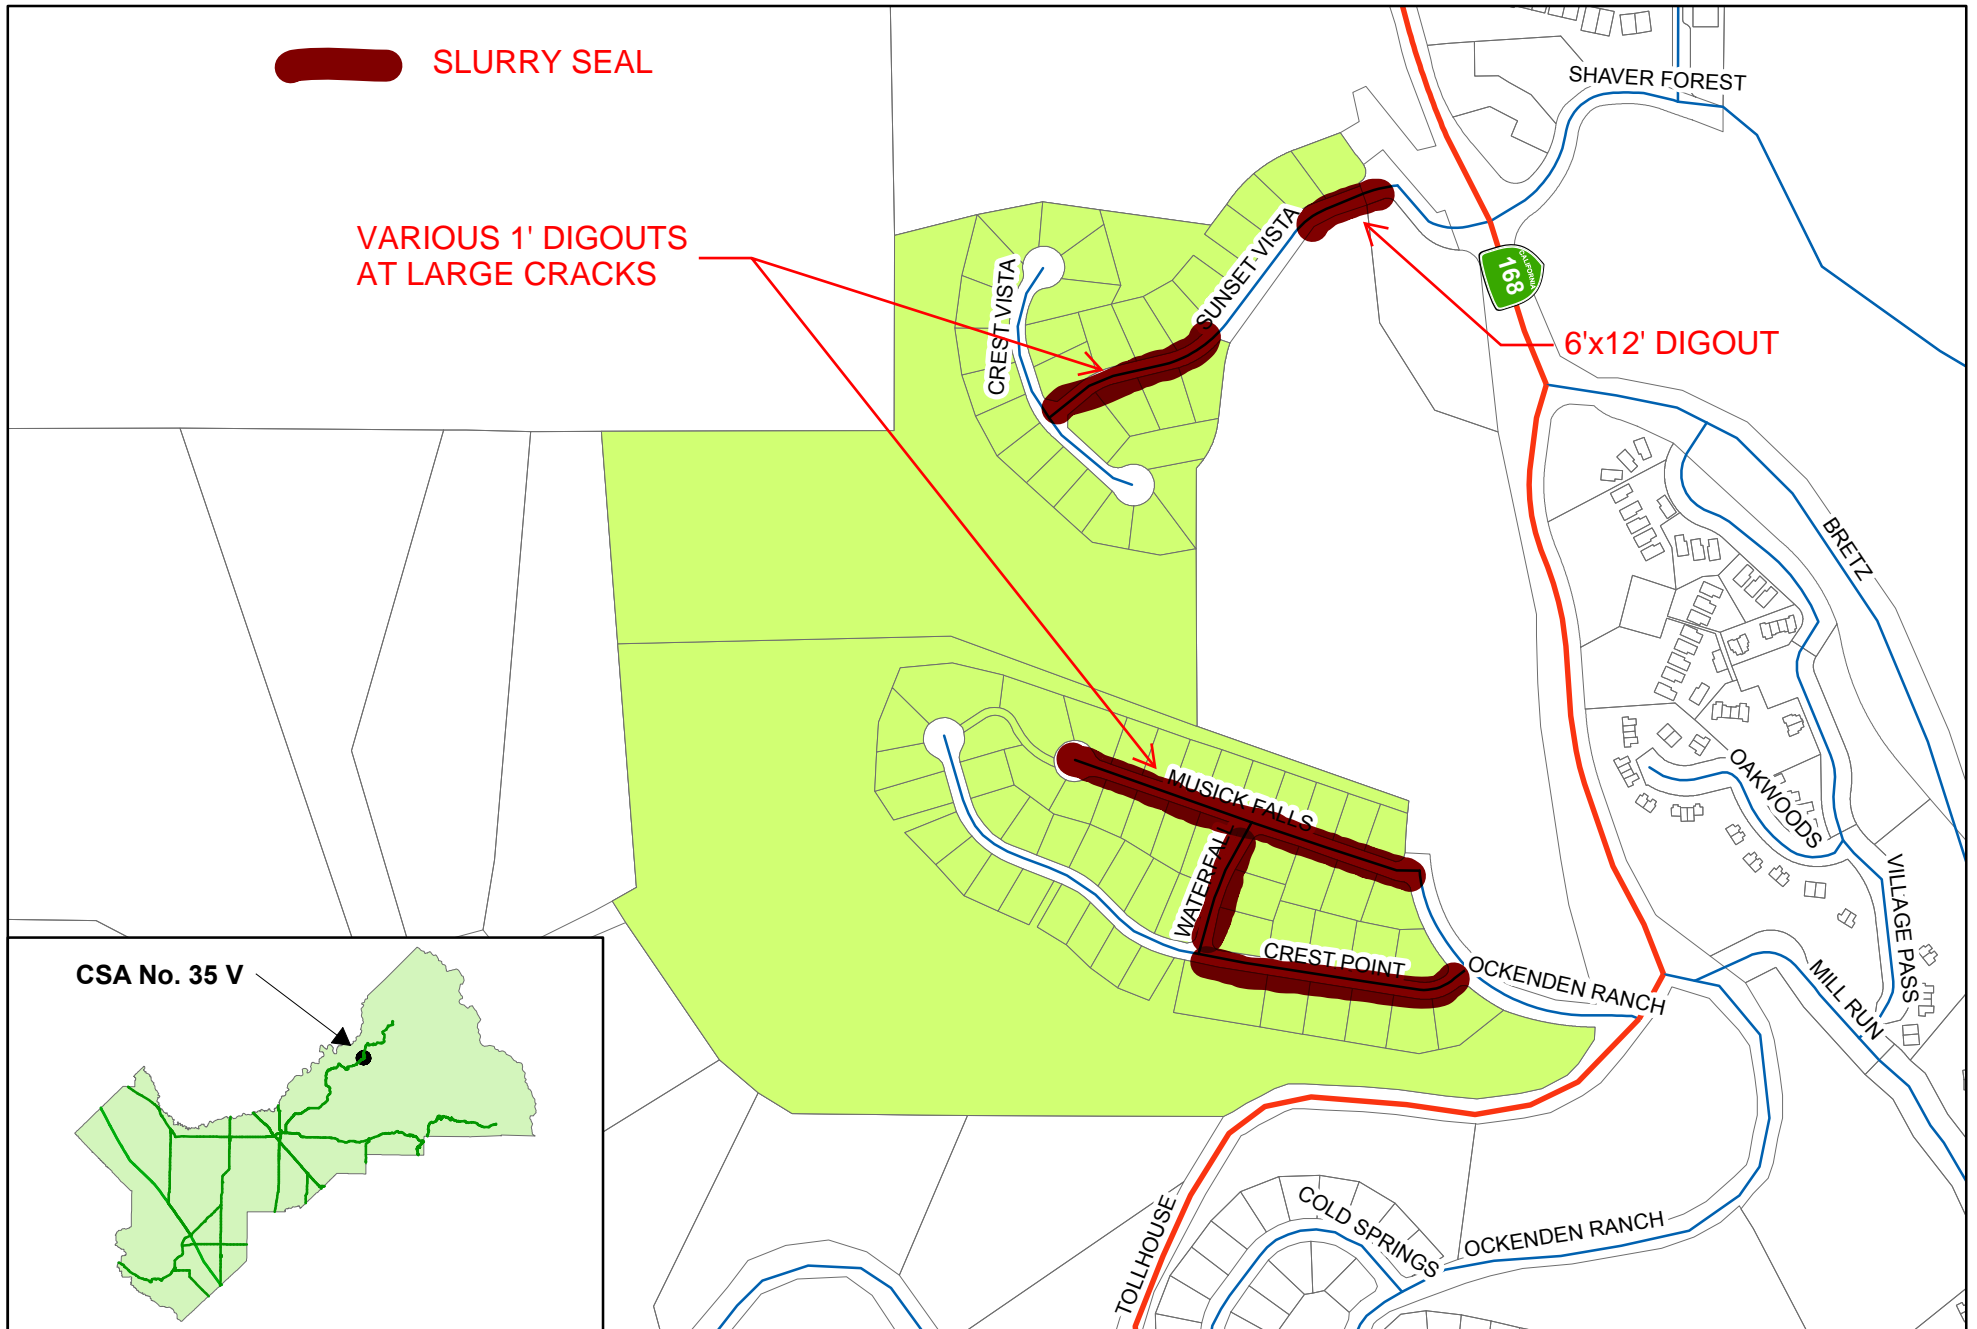 SLURRY SEAL
SHAVER FOREST
VARIOUS 1' DIGOUTS
AT LARGE CRACKS
CREST VISTA
SUNSET VISTA
CALIFORNIA
168
6'x12' DIGOUT
BRETZ
MUSICK FALLS
WATERFAL
CREST POINT
OCKENDEN RANCH
OAKWOODS
VILLAGE PASS
MILL RUN
CSA No. 35 V
TOLLHOUSE
COLD SPRINGS
OCKENDEN RANCH